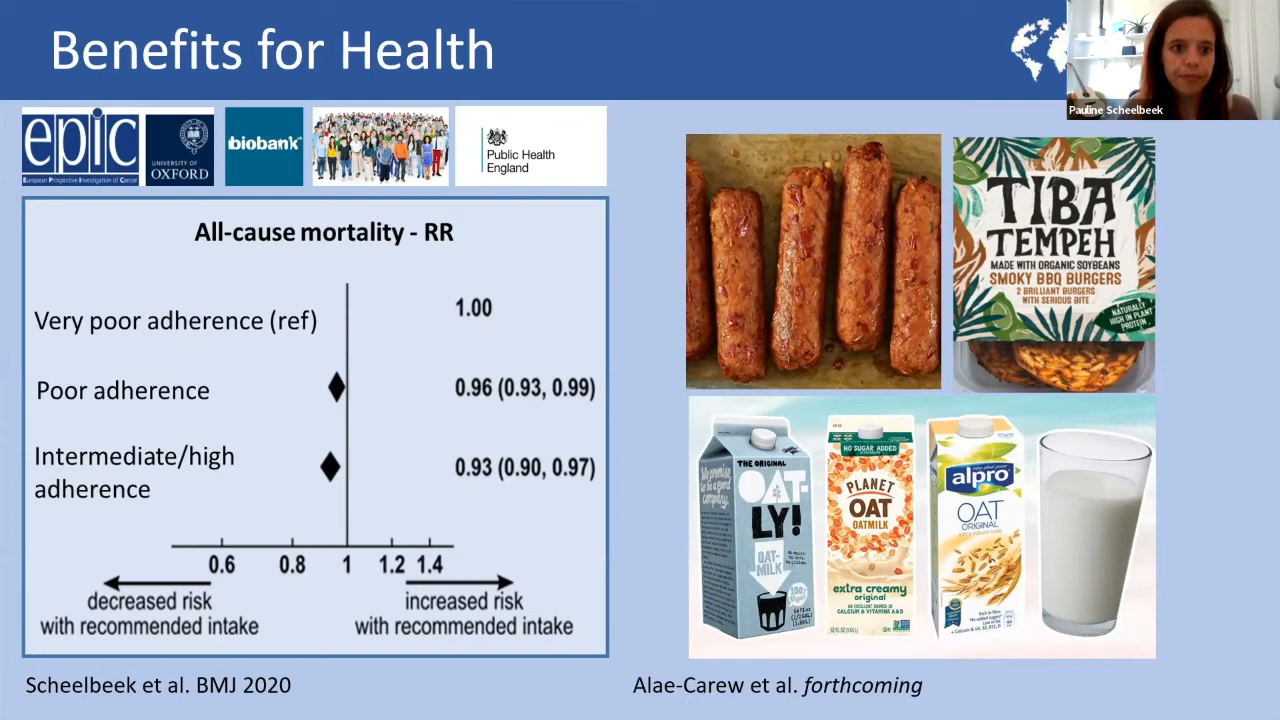 Benefits for Health
Pauline Scheelbeek
epic
European Prospective Investigation of Cancer
UNIVERSITY OF
OXFORD
biobank
Public Health
England
All-cause mortality - RR
Very poor adherence (ref)
1.00
Poor adherence
0.96 (0.93, 0.99)
Intermediate/high
adherence
0.93 (0.90, 0.97)
0.6 0.8 1 1.2 1.4
decreased risk
with recommended intake
increased risk
with recommended intake
Scheelbeek et al. BMJ 2020
TIBA
TEMPEH
MADE WITH ORGANIC SOYBEANS
SMOKY BBQ BURGERS
2 BRILLIANT BURGERS
WITH SERIOUS BITE
NATURALLY
HIGH IN PLANT
PROTEIN
THE ORIGINAL
OAT-
LY!
OAT-
MILK
NO SUGAR ADDED
PLANET
OAT
OATMILK
extra creamy
original
AN EXCELLENT SOURCE OF
CALCIUM & VITAMINS A&D
alpro
OAT
ORIGINAL
Alae-Carew et al. forthcoming